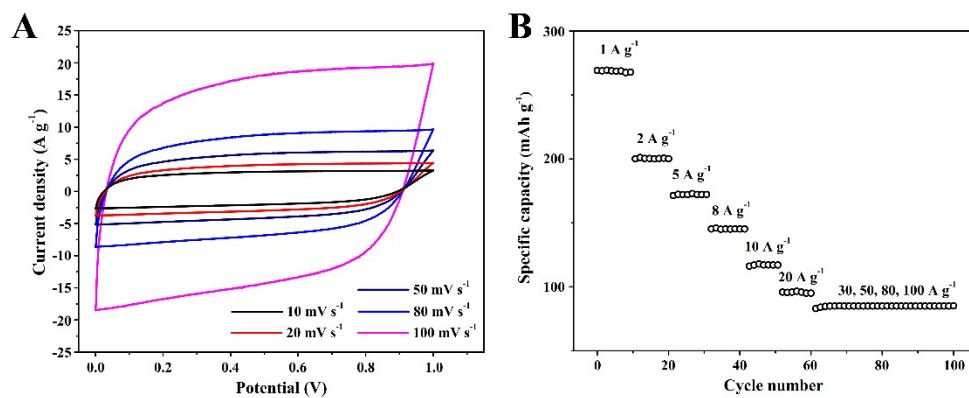 A
25
20
15
10
5
0
-5
-10
-15
-20
-25
Current density (A g⁻¹)
50 mV s⁻¹
10 mV s⁻¹
80 mV s⁻¹
20 mV s⁻¹
100 mV s⁻¹
0.0 0.2 0.4 0.6 0.8 1.0
Potential (V)
B
300
200
100
Specific capacity (mAh g⁻¹)
1 A g⁻¹
2 A g⁻¹
5 A g⁻¹
8 A g⁻¹
10 A g⁻¹
20 A g⁻¹
30, 50, 80, 100 A g⁻¹
0 20 40 60 80 100
Cycle number